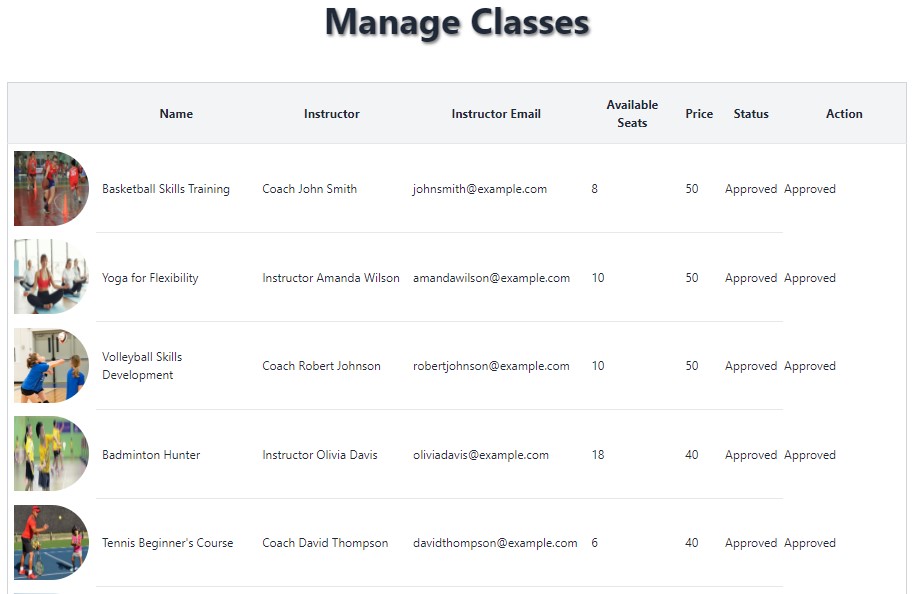 Manage Classes
Name Instructor Instructor Email Available Seats Price Status Action
Basketball Skills Training Coach John Smith johnsmith@example.com 8 50 Approved Approved
Yoga for Flexibility Instructor Amanda Wilson amandawilson@example.com 10 50 Approved Approved
Volleyball Skills Development Coach Robert Johnson robertjohnson@example.com 10 50 Approved Approved
Badminton Hunter Instructor Olivia Davis oliviadavis@example.com 18 40 Approved Approved
Tennis Beginner's Course Coach David Thompson davidthompson@example.com 6 40 Approved Approved